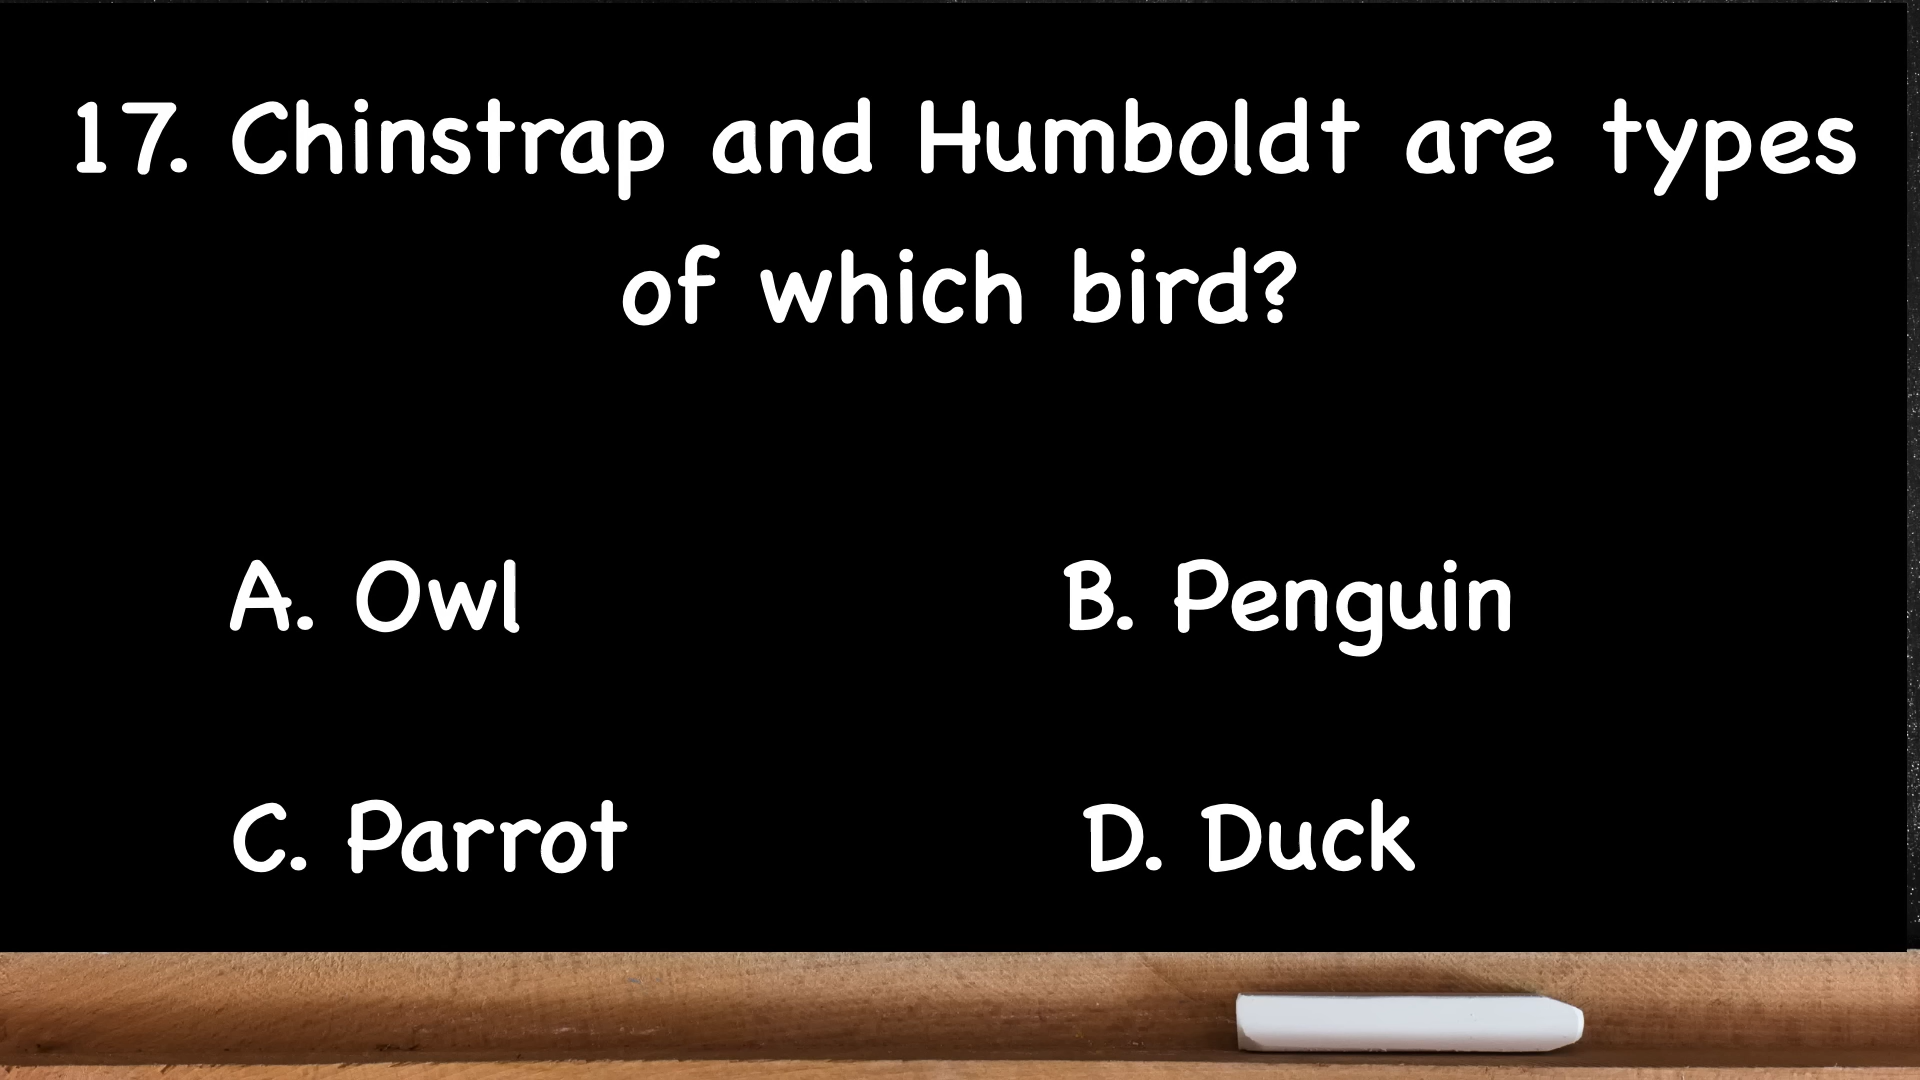 17. Chinstrap and Humboldt are types
of which bird?
A. Owl
B. Penguin
C. Parrot
D. Duck